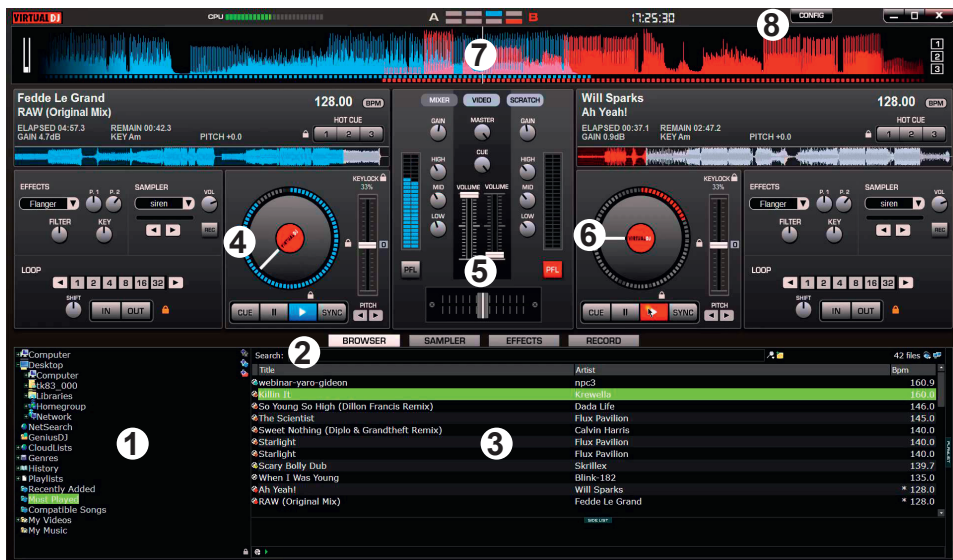 VIRTUAL DJ
CPU
A
B
17:25:30
8
CONFIG
7
1
2
3
Fedde Le Grand
RAW (Original Mix)
128.00 BPM
ELAPSED 04:57.3 REMAIN 00:42.3
GAIN 4.7dB KEY Am PITCH +0.0
HOT CUE
1 2 3
MIXER VIDEO SCRATCH
GAIN MASTER GAIN
HIGH CUE HIGH
MID VOLUME VOLUME MID
LOW LOW
PFL 5 PFL
Will Sparks
Ah Yeah!
128.00 BPM
ELAPSED 00:37.1 REMAIN 02:47.2
GAIN 0.9dB KEY Am PITCH +0.0
HOT CUE
1 2 3
EFFECTS P. 1 P. 2 SAMPLER VOL
Flanger siren
FILTER KEY REC
LOOP
1 2 4 8 16 32
SHIFT IN OUT
KEYLOCK
33%
4
VIRTUAL DJ
CUE SYNC
PITCH
KEYLOCK
33%
6
VIRTUAL DJ
CUE SYNC
PITCH
EFFECTS P. 1 P. 2 SAMPLER VOL
Flanger siren
FILTER KEY REC
LOOP
1 2 4 8 16 32
SHIFT IN OUT
BROWSER SAMPLER EFFECTS RECORD
Computer
Desktop
Computer
tk83_000
Libraries
Homegroup
Network
NetSearch
GeniusDJ
CloudLists
Genres
History
Playlists
Recently Added
Most Played
Compatible Songs
My Videos
My Music
1
Search: 2 42 files
Title Artist Bpm
webinar-yaro-gideon npc3 160.9
Killin It Krewella 160.0
So Young So High (Dillon Francis Remix) Dada Life 146.0
The Scientist Flux Pavilion 145.0
Sweet Nothing (Diplo & Grandtheft Remix) Calvin Harris 140.0
Starlight Flux Pavilion 140.0
Starlight Flux Pavilion 140.0
Scary Bolly Dub Skrillex 139.7
When I Was Young Blink-182 135.0
Ah Yeah! Will Sparks * 128.0
RAW (Original Mix) Fedde Le Grand * 128.0
3
SIDE LIST
PLAYLIST